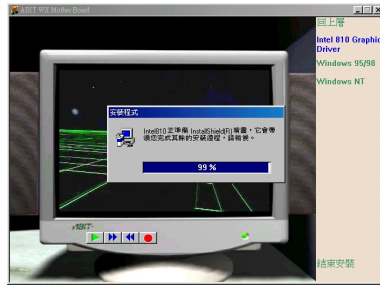 ABIT WX Mother Board
回上層
Intel 810 Graphic
Driver
Windows 95/98
Windows NT
安裝程式
Intel810 正準備 InstallShield(R) 精靈，它會帶
領您完成其餘的安裝過程。請稍後。
99 %
ABIT
結束安裝